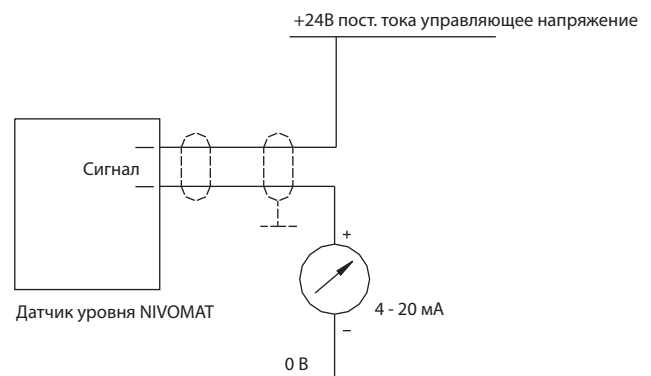 +24В пост. тока управляющее напряжение
Сигнал
+
Датчик уровня NIVOMAT
4 - 20 мА
–
0 В